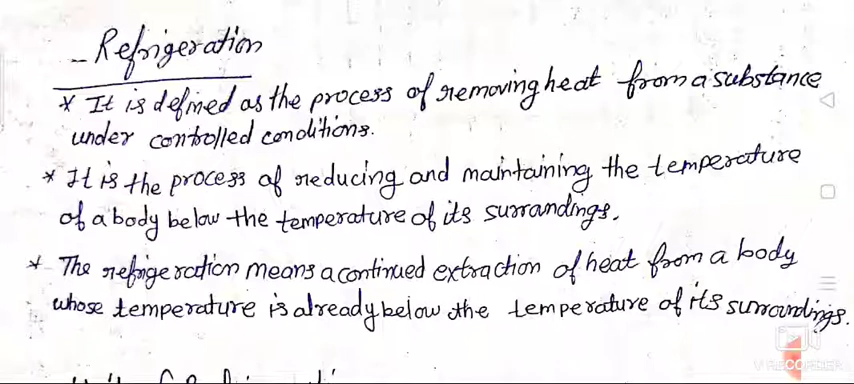 Refrigeration
* It is defined as the process of removing heat from a substance
under controlled conditions.
* It is the process of reducing and maintaining the temperature
of a body below the temperature of its surrandings.
* The refrigeration means a continued extraction of heat from a body
whose temperature is already below the temperature of its surroundings.
V RECORDER